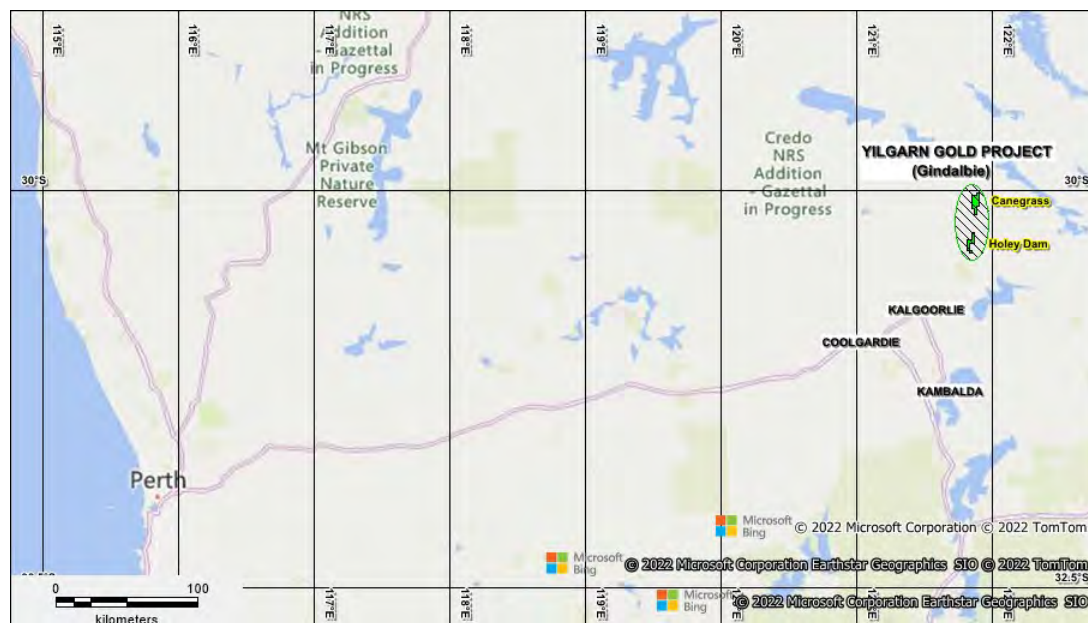 115°E
116°E
117°E
118°E
119°E
120°E
121°E
122°E
NRS
Addition
- Gazettal
in Progress
Mt Gibson
Private
Nature
Reserve
Credo
NRS
Addition
- Gazettal
in Progress
YILGARN GOLD PROJECT
(Gindalbie)
30°S
30°S
Canegrass
Holey Dam
KALGOORLIE
COOLGARDIE
KAMBALDA
Perth
Microsoft
Bing
© 2022 Microsoft Corporation © 2022 TomTom
Microsoft
Bing
© 2022 Microsoft Corporation Earthstar Geographics SIO © 2022 TomTom
32.5°S
0
100
kilometers
117°E
118°E
119°E
Microsoft
Bing
© 2022 Microsoft Corporation Earthstar Geographics SIO